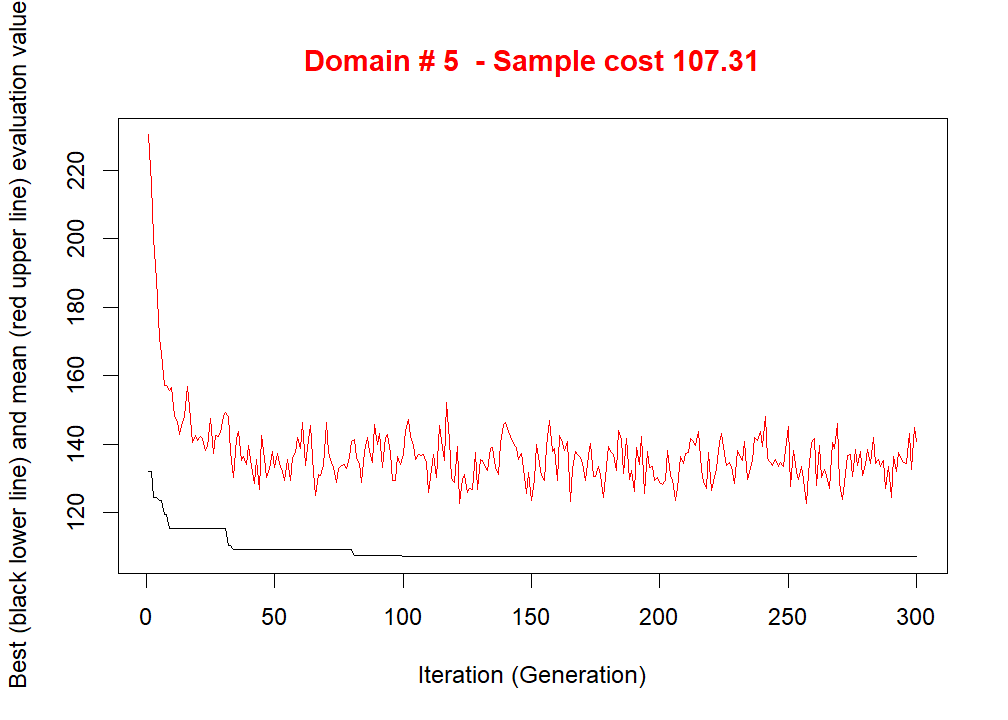 Domain # 5  - Sample cost 107.31
Best (black lower line) and mean (red upper line) evaluation value
220
200
180
160
140
120
0 50 100 150 200 250 300
Iteration (Generation)